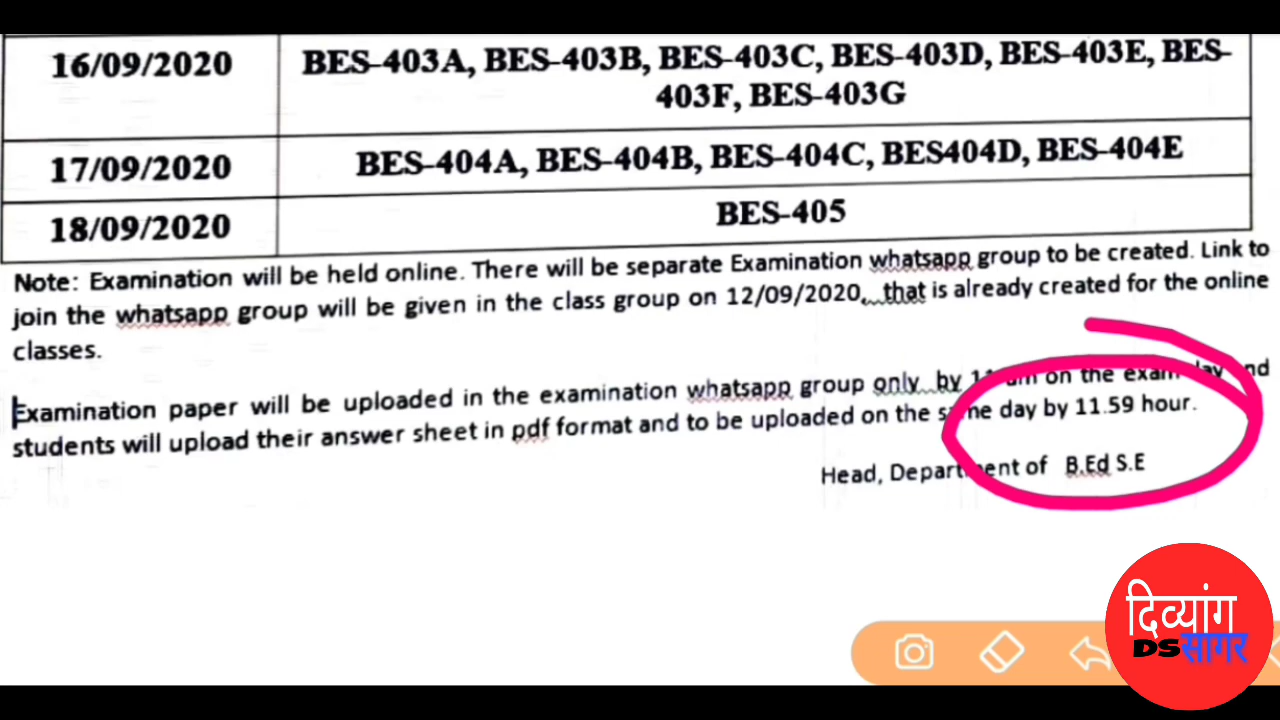 16/09/2020 BES-403A, BES-403B, BES-403C, BES-403D, BES-403E, BES-
403F, BES-403G
17/09/2020 BES-404A, BES-404B, BES-404C, BES404D, BES-404E
18/09/2020 BES-405
Note: Examination will be held online. There will be separate Examination whatsapp group to be created. Link to
join the whatsapp group will be given in the class group on 12/09/2020, that is already created for the online
classes.
Examination paper will be uploaded in the examination whatsapp group only by on the exam
students will upload their answer sheet in pdf format and to be uploaded on the same day by 11.59 hour.
Head, Department of B.Ed S.E
दिव्यांग
DSसागर